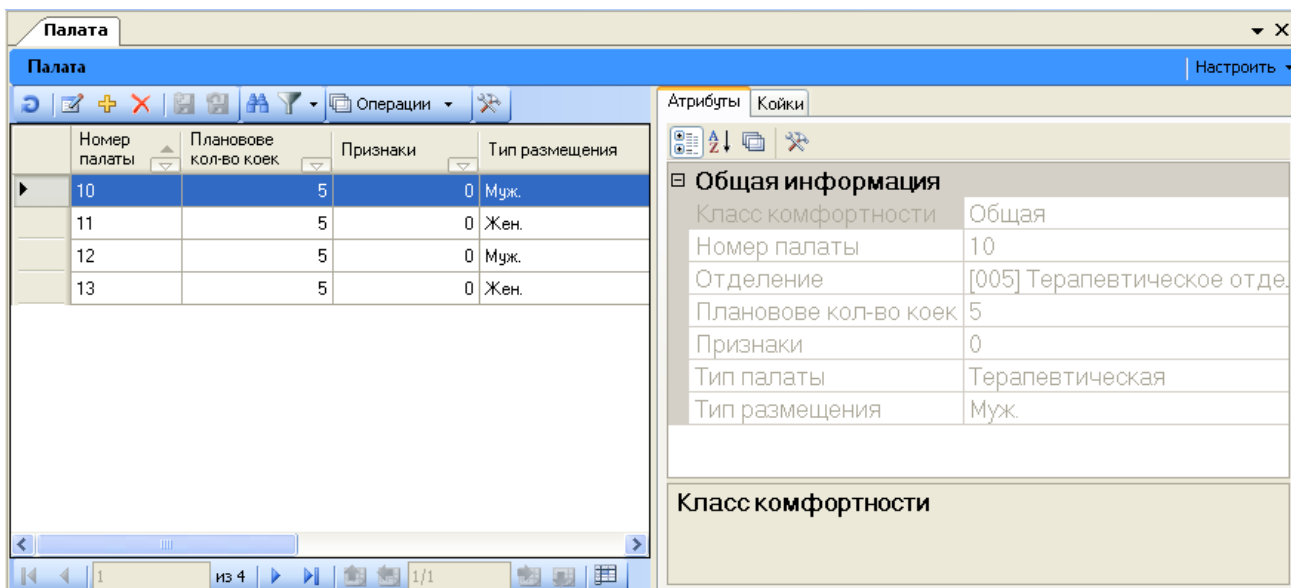 Палата
Палата
Настроить
Операции
Номер палаты
Плановове кол-во коек
Признаки
Тип размещения
10 5 0 Муж.
11 5 0 Жен.
12 5 0 Муж.
13 5 0 Жен.
1 из 4 1/1
Атрибуты Койки
Общая информация
Класс комфортности Общая
Номер палаты 10
Отделение [005] Терапевтическое отде.
Плановове кол-во коек 5
Признаки 0
Тип палаты Терапевтическая
Тип размещения Муж.
Класс комфортности